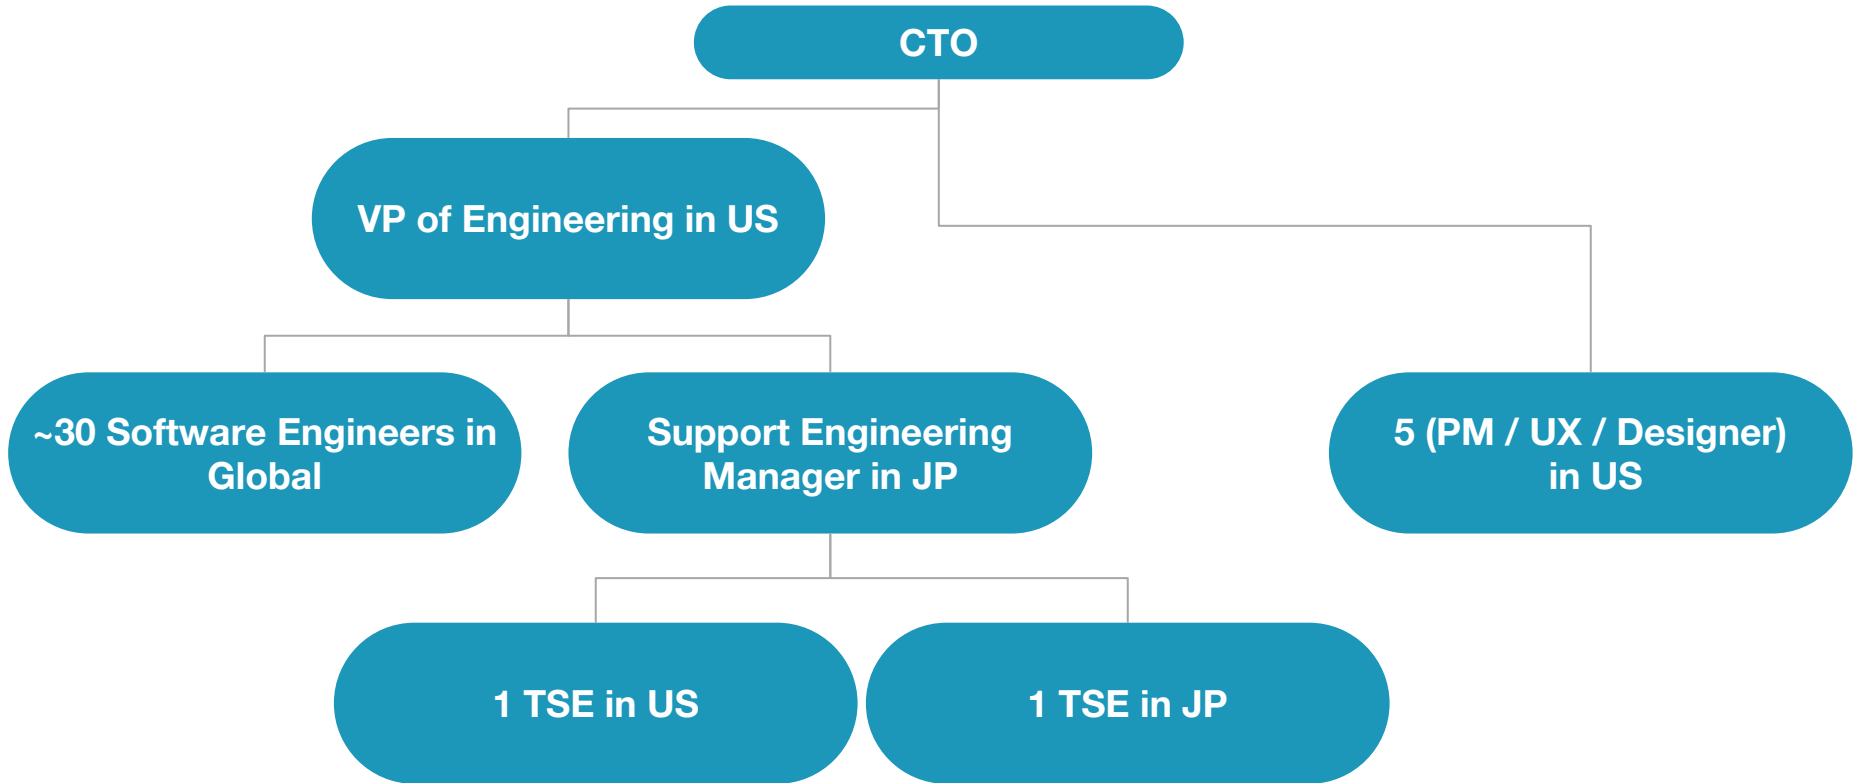 CTO
VP of Engineering in US
~30 Software Engineers in
Global
Support Engineering
Manager in JP
5 (PM / UX / Designer)
in US
1 TSE in US
1 TSE in JP